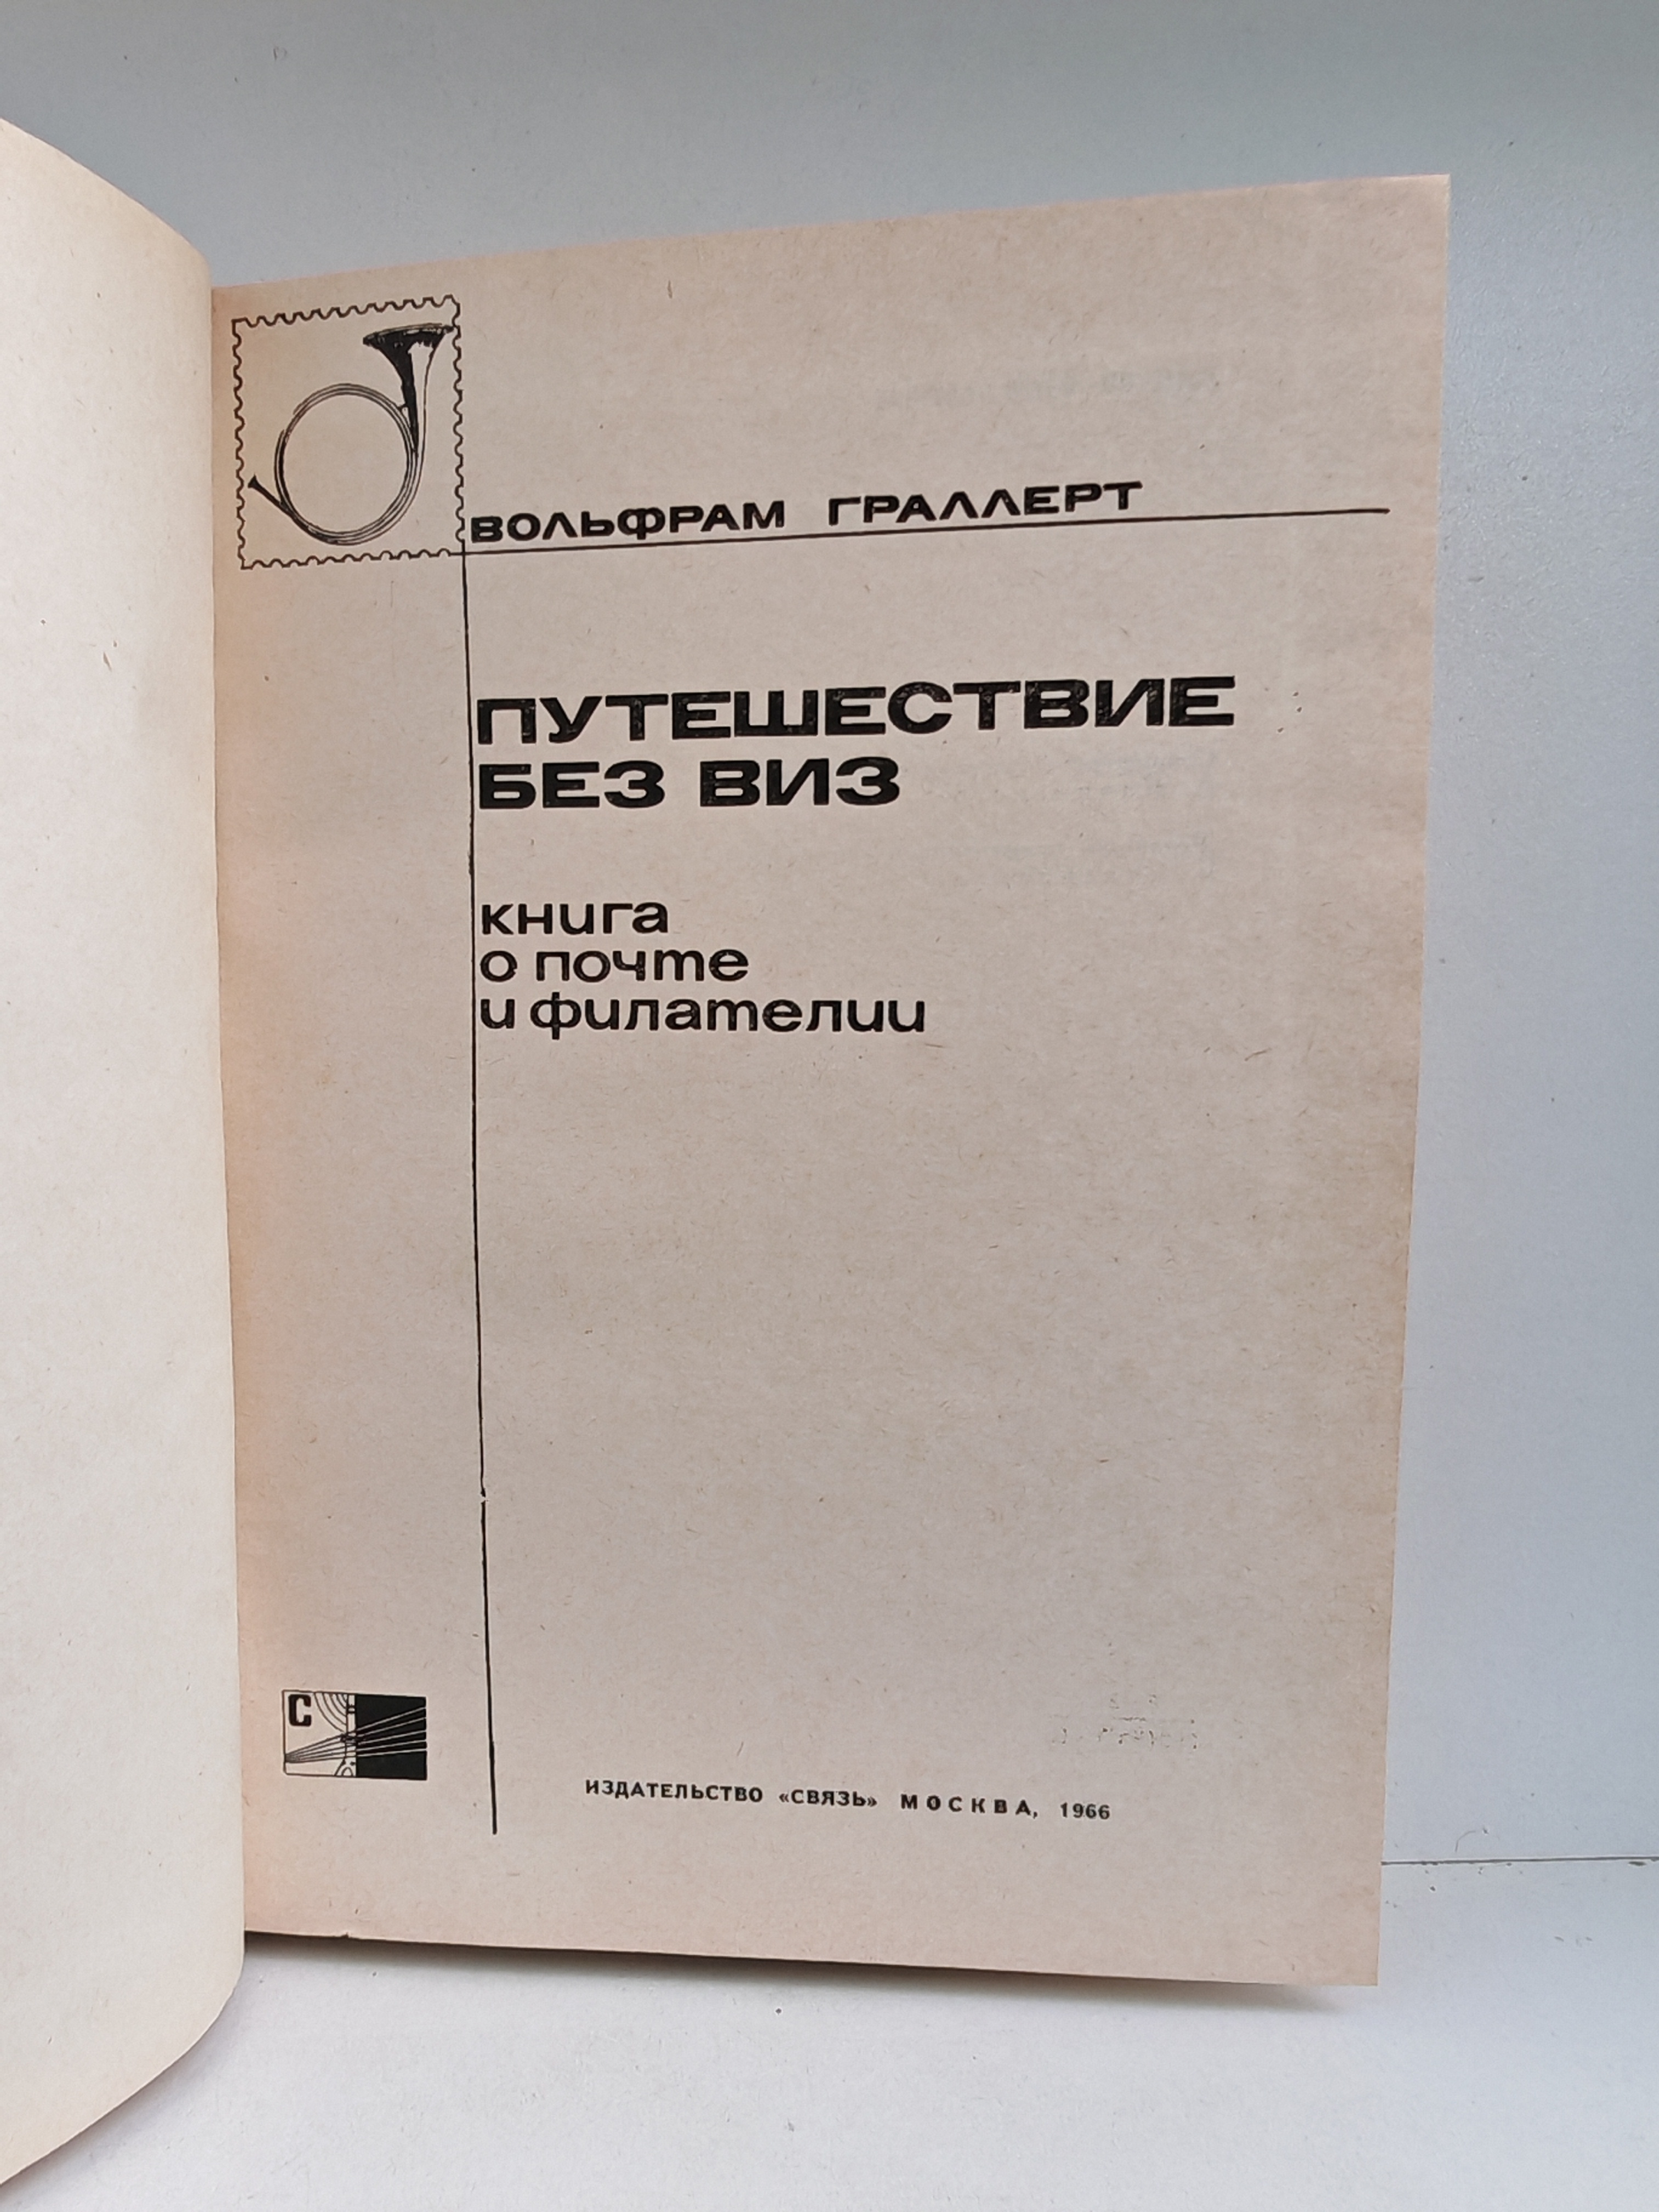 ВОЛЬФРАМ ГРАЛЛЕРТ
ПУТЕШЕСТВИЕ
БЕЗ ВИЗ
книга
о почте
и филателии
С
ИЗДАТЕЛЬСТВО «СВЯЗЬ» МОСКВА, 1966